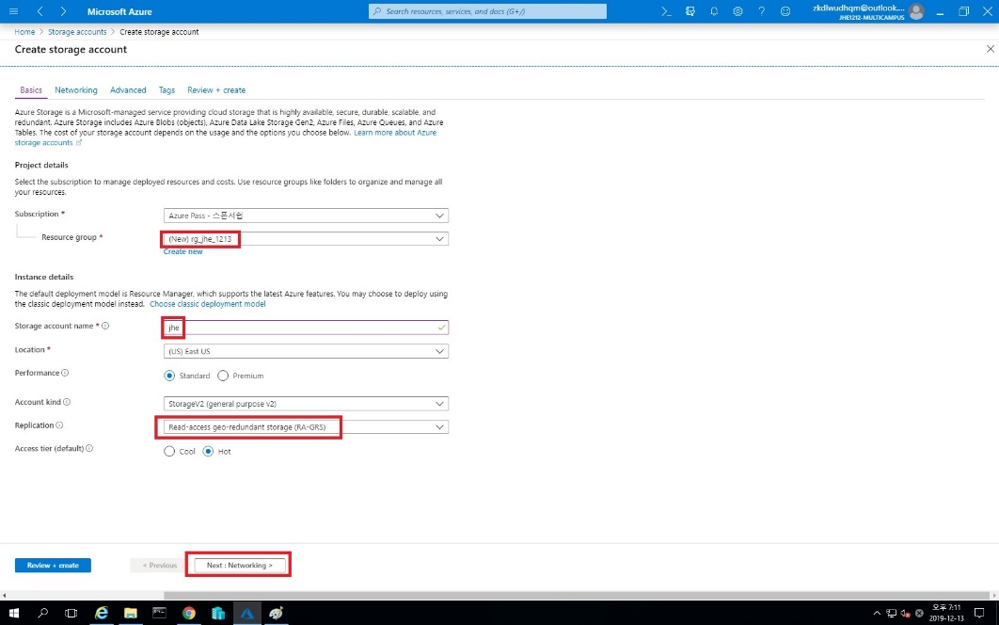 Microsoft Azure
Search resources, services, and docs (G+/)
zkdlwudhqm@outlook....
JHE1212-MULTICAMPUS
Home > Storage accounts > Create storage account
Create storage account
Basics Networking Advanced Tags Review + create
Azure Storage is a Microsoft-managed service providing cloud storage that is highly available, secure, durable, scalable, and
redundant. Azure Storage includes Azure Blobs (objects), Azure Data Lake Storage Gen2, Azure Files, Azure Queues, and Azure
Tables. The cost of your storage account depends on the usage and the options you choose below. Learn more about Azure
storage accounts
Project details
Select the subscription to manage deployed resources and costs. Use resource groups like folders to organize and manage all
your resources.
Subscription * Azure Pass - 스폰서쉽
Resource group * (New) rg_jhe_1213
Create new
Instance details
The default deployment model is Resource Manager, which supports the latest Azure features. You may choose to deploy using
the classic deployment model instead. Choose classic deployment model
Storage account name * jhe
Location * (US) East US
Performance Standard Premium
Account kind StorageV2 (general purpose v2)
Replication Read-access geo-redundant storage (RA-GRS)
Access tier (default) Cool Hot
Review + create < Previous Next : Networking >
오후 7:11
2019-12-13